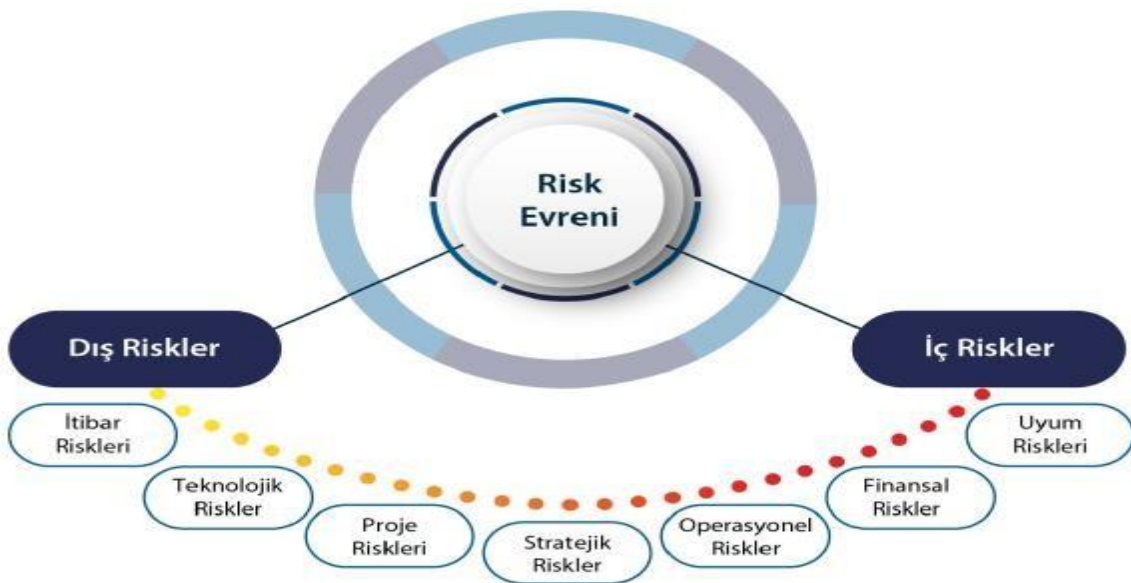 Risk
Evreni
Dış Riskler
İç Riskler
İtibar
Riskleri
Teknolojik
Riskler
Proje
Riskleri
Stratejik
Riskler
Operasyonel
Riskler
Finansal
Riskler
Uyum
Riskleri